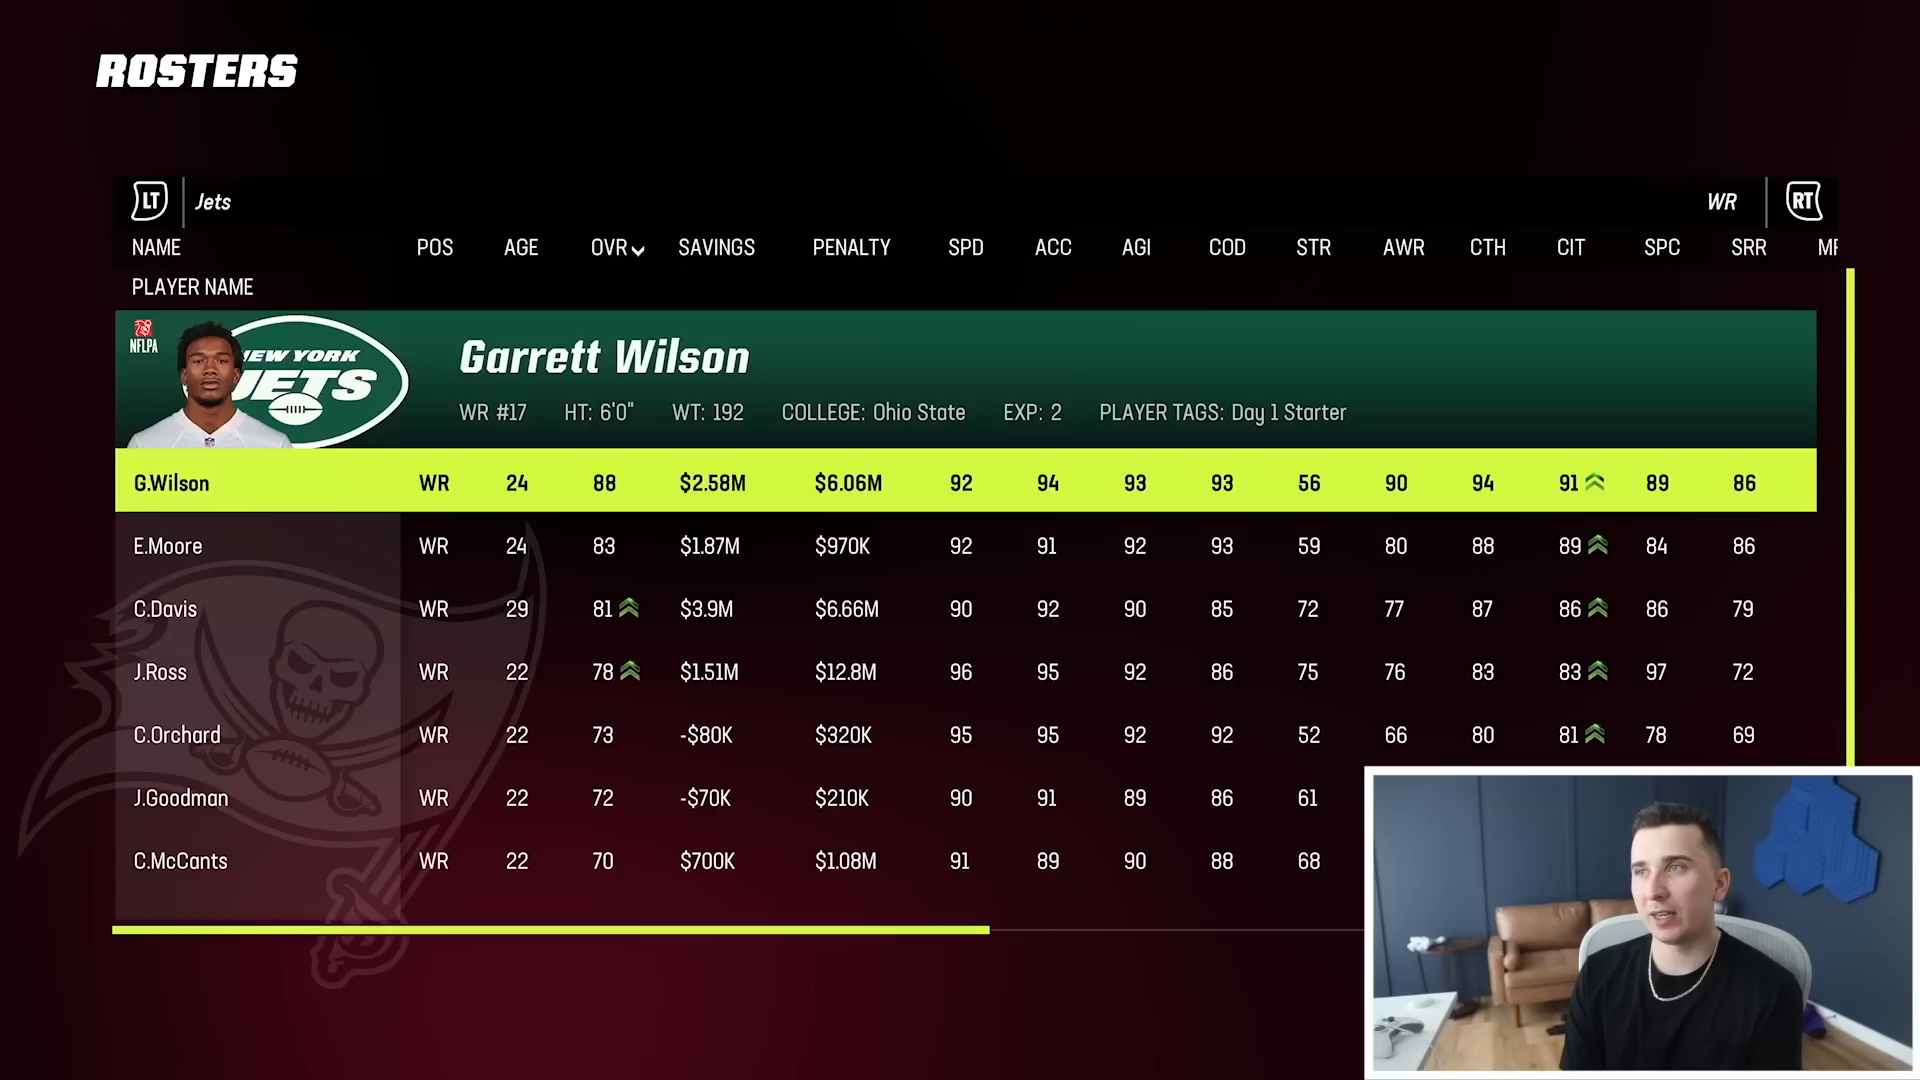 ROSTERS
LT Jets WR RT
NAME POS AGE OVR SAVINGS PENALTY SPD ACC AGI COD STR AWR CTH CIT SPC SRR
PLAYER NAME
NFLPA
NEW YORK
JETS
Garrett Wilson
WR #17 HT: 6'0" WT: 192 COLLEGE: Ohio State EXP: 2 PLAYER TAGS: Day 1 Starter
G.Wilson WR 24 88 $2.58M $6.06M 92 94 93 93 56 90 94 91 89 86
E.Moore WR 24 83 $1.87M $970K 92 91 92 93 59 80 88 89 84 86
C.Davis WR 29 81 $3.9M $6.66M 90 92 90 85 72 77 87 86 86 79
J.Ross WR 22 78 $1.51M $12.8M 96 95 92 86 75 76 83 83 97 72
C.Orchard WR 22 73 -$80K $320K 95 95 92 92 52 66 80 81 78 69
J.Goodman WR 22 72 -$70K $210K 90 91 89 86 61
C.McCants WR 22 70 $700K $1.08M 91 89 90 88 68